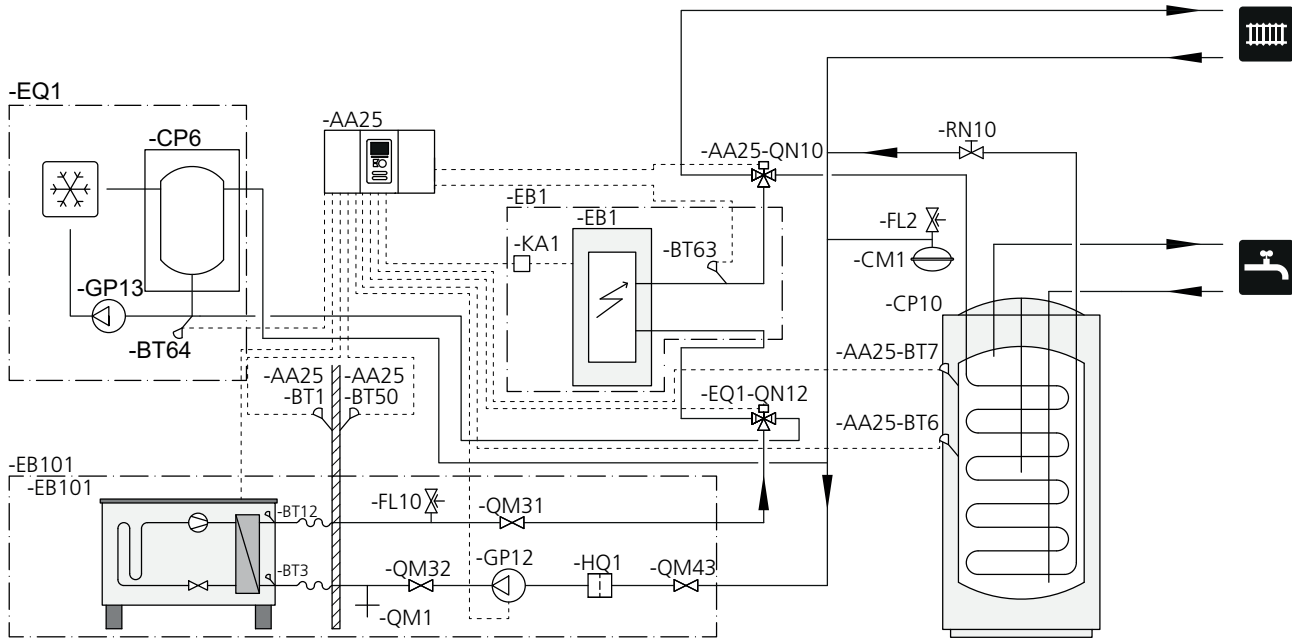 -EQ1
-CP6
-AA25
-RN10
-AA25-QN10
-EB1
-EB1
-FL2
-KA1
-BT63
-CM1
-GP13
-CP10
-BT64
-AA25-BT7
-AA25
-BT1
-AA25
-BT50
-EQ1-QN12
-AA25-BT6
-EB101
-EB101
-FL10
-QM31
-BT12
-GP12
-HQ1
-QM32
-QM43
-BT3
-QM1